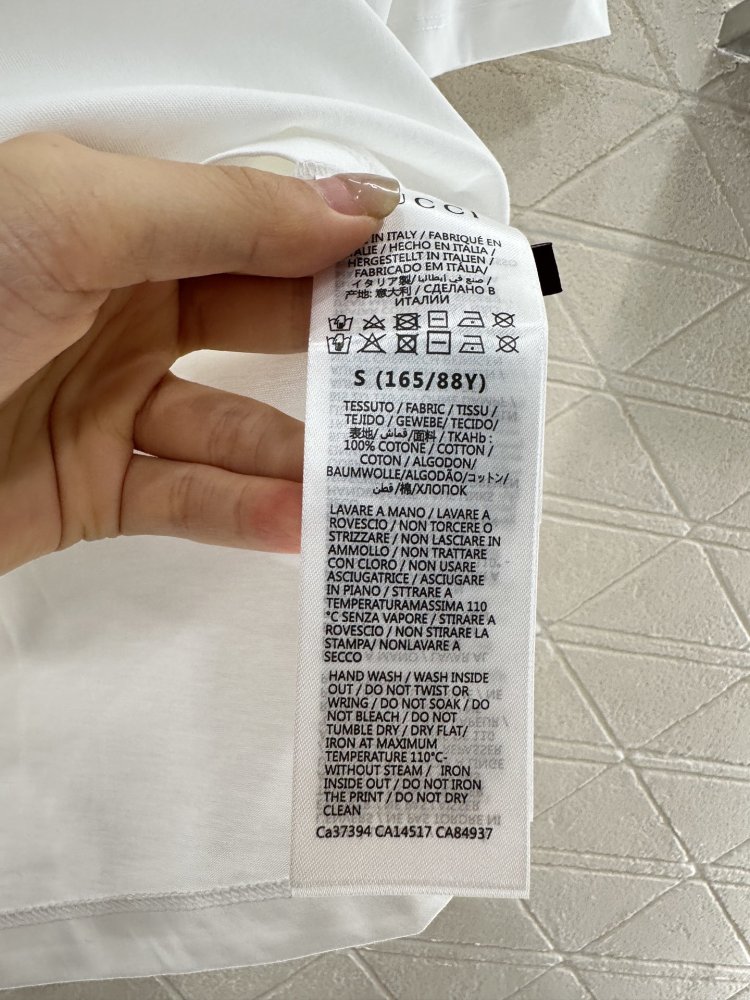 UCCI
IN ITALY / FABRIQUÉ EN
ALIE / HECHO EN ITALIA /
HERGESTELLT IN ITALIEN /
FABRICADO EM ITÁLIA/
イタリア製/صنع في ايطاليا/
产地: 意大利 / СДЕЛАНО В
ИТАЛИИ
S (165/88Y)
TESSUTO / FABRIC / TISSU /
TEJIDO / GEWEBE/ TECIDO/
表地/قماش/面料 / TKAHb :
100% COTONE / COTTON /
COTON / ALGODON/
BAUMWOLLE/ALGODÃO/コットン/
قطن /棉/ХЛОПОК
LAVARE A MANO / LAVARE A
ROVESCIO / NON TORCERE O
STRIZZARE / NON LASCIARE IN
AMMOLLO / NON TRATTARE
CON CLORO / NON USARE
ASCIUGATRICE / ASCIUGARE
IN PIANO / STTRARE A
TEMPERATURAMASSIMA 110
°C SENZA VAPORE / STIRARE A
ROVESCIO / NON STIRARE LA
STAMPA/ NONLAVARE A
SECCO
HAND WASH / WASH INSIDE
OUT / DO NOT TWIST OR
WRING / DO NOT SOAK / DO
NOT BLEACH / DO NOT
TUMBLE DRY / DRY FLAT/
IRON AT MAXIMUM
TEMPERATURE 110°C-
WITHOUT STEAM / IRON
INSIDE OUT / DO NOT IRON
THE PRINT / DO NOT DRY
CLEAN
Ca37394 CA14517 CA84937